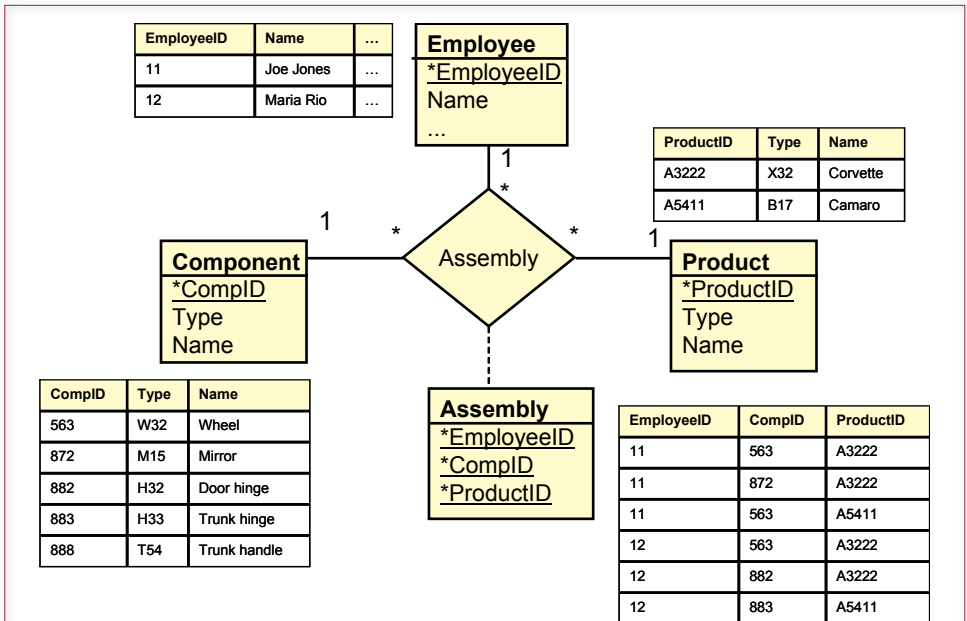 EmployeeID Name ...
11 Joe Jones ...
12 Maria Rio ...
Employee
*EmployeeID
Name
...
1
*
ProductID Type Name
A3222 X32 Corvette
A5411 B17 Camaro
1 * Assembly * 1
Component
*CompID
Type
Name
Product
*ProductID
Type
Name
CompID Type Name
563 W32 Wheel
872 M15 Mirror
882 H32 Door hinge
883 H33 Trunk hinge
888 T54 Trunk handle
Assembly
*EmployeeID
*CompID
*ProductID
EmployeeID CompID ProductID
11 563 A3222
11 872 A3222
11 563 A5411
12 563 A3222
12 882 A3222
12 883 A5411